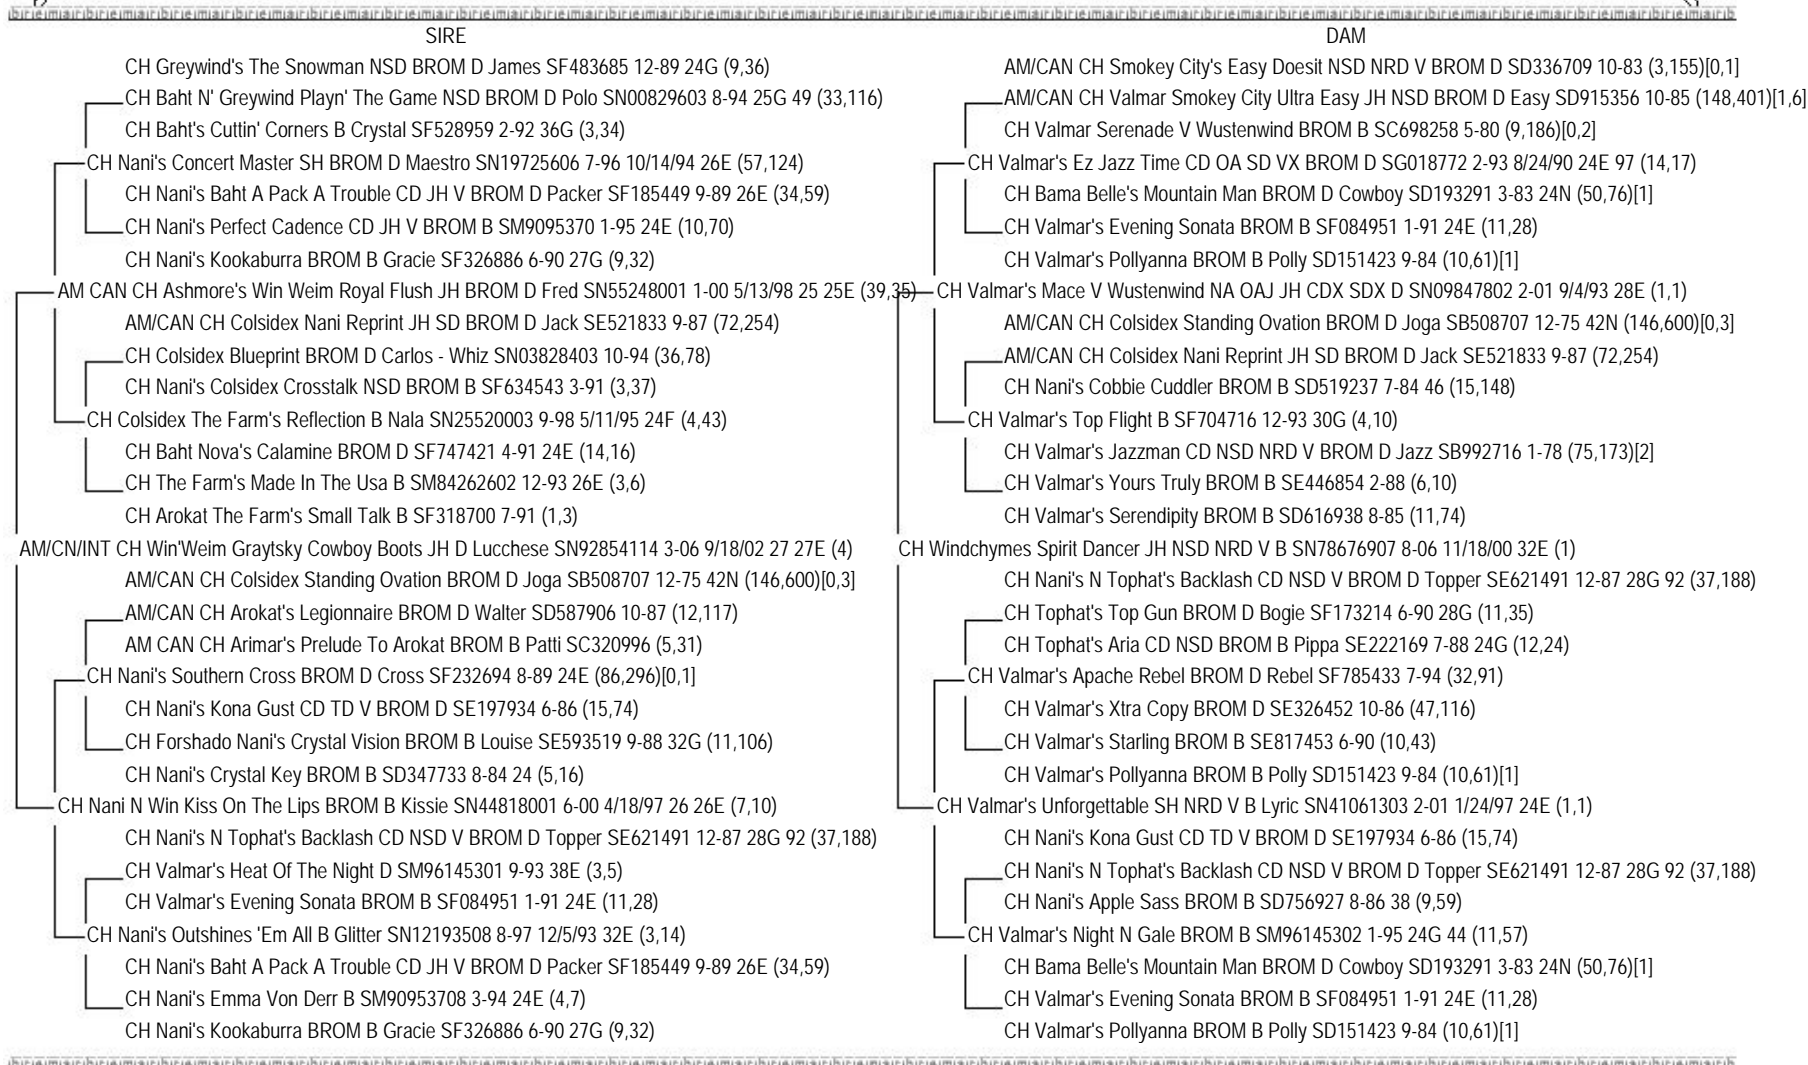 SIRE
CH Greywind's The Snowman NSD BROM D James SF483685 12-89 24G (9,36)
CH Baht N' Greywind Playn' The Game NSD BROM D Polo SN00829603 8-94 25G 49 (33,116)
CH Baht's Cuttin' Corners B Crystal SF528959 2-92 36G (3,34)
CH Nani's Concert Master SH BROM D Maestro SN19725606 7-96 10/14/94 26E (57,124)
CH Nani's Baht A Pack A Trouble CD JH V BROM D Packer SF185449 9-89 26E (34,59)
CH Nani's Perfect Cadence CD JH V BROM B SM9095370 1-95 24E (10,70)
CH Nani's Kookaburra BROM B Gracie SF326886 6-90 27G (9,32)
AM CAN CH Ashmore's Win Weim Royal Flush JH BROM D Fred SN55248001 1-00 5/13/98 25 25E (39,35)
AM/CAN CH Colsidex Nani Reprint JH SD BROM D Jack SE521833 9-87 (72,254)
CH Colsidex Blueprint BROM D Carlos - Whiz SN03828403 10-94 (36,78)
CH Nani's Colsidex Crosstalk NSD BROM B SF634543 3-91 (3,37)
CH Colsidex The Farm's Reflection B Nala SN25520003 9-98 5/11/95 24F (4,43)
CH Baht Nova's Calamine BROM D SF747421 4-91 24E (14,16)
CH The Farm's Made In The Usa B SM84262602 12-93 26E (3,6)
CH Arokat The Farm's Small Talk B SF318700 7-91 (1,3)
AM/CN/INT CH Win'Weim Graytsky Cowboy Boots JH D Lucchese SN92854114 3-06 9/18/02 27 27E (4)
AM/CAN CH Colsidex Standing Ovation BROM D Joga SB508707 12-75 42N (146,600)[0,3]
AM/CAN CH Arokat's Legionnaire BROM D Walter SD587906 10-87 (12,117)
AM CAN CH Arimar's Prelude To Arokat BROM B Patti SC320996 (5,31)
CH Nani's Southern Cross BROM D Cross SF232694 8-89 24E (86,296)[0,1]
CH Nani's Kona Gust CD TD V BROM D SE197934 6-86 (15,74)
CH Forshado Nani's Crystal Vision BROM B Louise SE593519 9-88 32G (11,106)
CH Nani's Crystal Key BROM B SD347733 8-84 24 (5,16)
CH Nani N Win Kiss On The Lips BROM B Kissie SN44818001 6-00 4/18/97 26 26E (7,10)
CH Nani's N Tophat's Backlash CD NSD V BROM D Topper SE621491 12-87 28G 92 (37,188)
CH Valmar's Heat Of The Night D SM96145301 9-93 38E (3,5)
CH Valmar's Evening Sonata BROM B SF084951 1-91 24E (11,28)
CH Nani's Outshines 'Em All B Glitter SN12193508 8-97 12/5/93 32E (3,14)
CH Nani's Baht A Pack A Trouble CD JH V BROM D Packer SF185449 9-89 26E (34,59)
CH Nani's Emma Von Derr B SM90953708 3-94 24E (4,7)
CH Nani's Kookaburra BROM B Gracie SF326886 6-90 27G (9,32)
DAM
AM/CAN CH Smokey City's Easy Doesit NSD NRD V BROM D SD336709 10-83 (3,155)[0,1]
AM/CAN CH Valmar Smokey City Ultra Easy JH NSD BROM D Easy SD915356 10-85 (148,401)[1,6]
CH Valmar Serenade V Wustenwind BROM B SC698258 5-80 (9,186)[0,2]
CH Valmar's Ez Jazz Time CD OA SD VX BROM D SG018772 2-93 8/24/90 24E 97 (14,17)
CH Bama Belle's Mountain Man BROM D Cowboy SD193291 3-83 24N (50,76)[1]
CH Valmar's Evening Sonata BROM B SF084951 1-91 24E (11,28)
CH Valmar's Pollyanna BROM B Polly SD151423 9-84 (10,61)[1]
CH Valmar's Mace V Wustenwind NA OAJ JH CDX SDX D SN09847802 2-01 9/4/93 28E (1,1)
AM/CAN CH Colsidex Standing Ovation BROM D Joga SB508707 12-75 42N (146,600)[0,3]
AM/CAN CH Colsidex Nani Reprint JH SD BROM D Jack SE521833 9-87 (72,254)
CH Nani's Cobbie Cuddler BROM B SD519237 7-84 46 (15,148)
CH Valmar's Top Flight B SF704716 12-93 30G (4,10)
CH Valmar's Jazzman CD NSD NRD V BROM D Jazz SB992716 1-78 (75,173)[2]
CH Valmar's Yours Truly BROM B SE446854 2-88 (6,10)
CH Valmar's Serendipity BROM B SD616938 8-85 (11,74)
CH Windchymes Spirit Dancer JH NSD NRD V B SN78676907 8-06 11/18/00 32E (1)
CH Nani's N Tophat's Backlash CD NSD V BROM D Topper SE621491 12-87 28G 92 (37,188)
CH Tophat's Top Gun BROM D Bogie SF173214 6-90 28G (11,35)
CH Tophat's Aria CD NSD BROM B Pippa SE222169 7-88 24G (12,24)
CH Valmar's Apache Rebel BROM D Rebel SF785433 7-94 (32,91)
CH Valmar's Xtra Copy BROM D SE326452 10-86 (47,116)
CH Valmar's Starling BROM B SE817453 6-90 (10,43)
CH Valmar's Pollyanna BROM B Polly SD151423 9-84 (10,61)[1]
CH Valmar's Unforgettable SH NRD V B Lyric SN41061303 2-01 1/24/97 24E (1,1)
CH Nani's Kona Gust CD TD V BROM D SE197934 6-86 (15,74)
CH Nani's N Tophat's Backlash CD NSD V BROM D Topper SE621491 12-87 28G 92 (37,188)
CH Nani's Apple Sass BROM B SD756927 8-86 38 (9,59)
CH Valmar's Night N Gale BROM B SM96145302 1-95 24G 44 (11,57)
CH Bama Belle's Mountain Man BROM D Cowboy SD193291 3-83 24N (50,76)[1]
CH Valmar's Evening Sonata BROM B SF084951 1-91 24E (11,28)
CH Valmar's Pollyanna BROM B Polly SD151423 9-84 (10,61)[1]